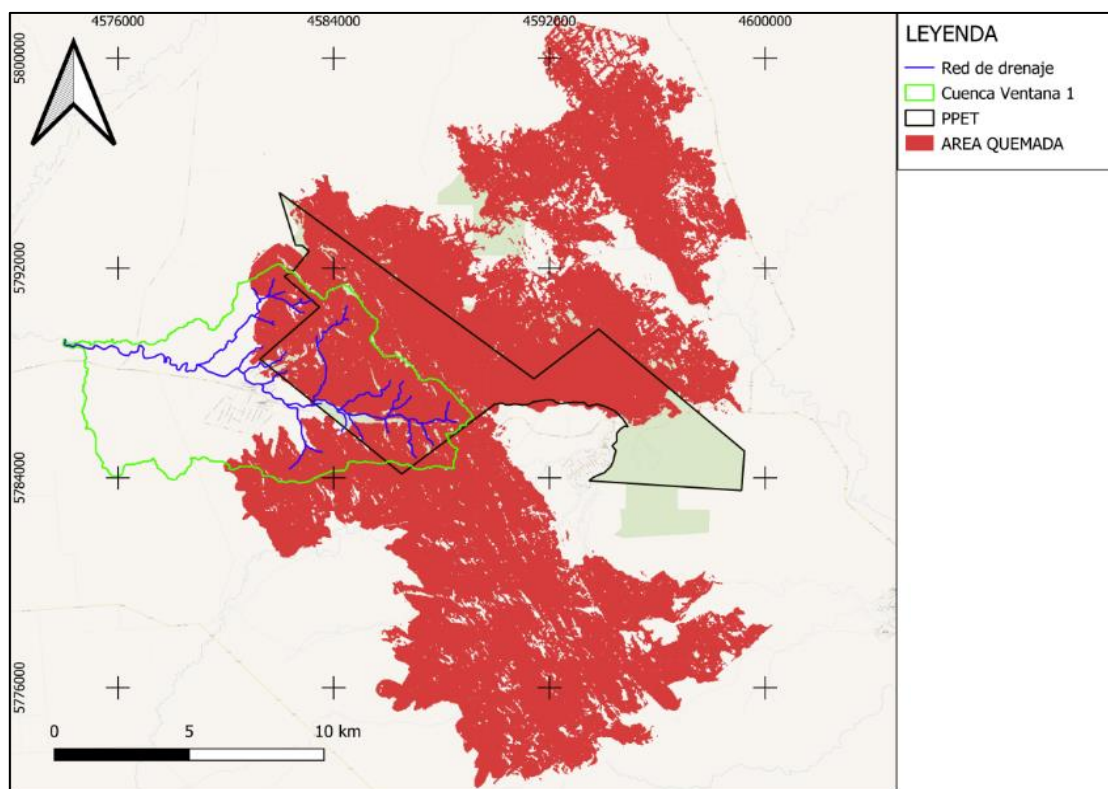 4576000
4584000
4592000
4600000
5800000
5792000
5784000
5776000
0
5
10 km
LEYENDA
Red de drenaje
Cuenca Ventana 1
PPET
AREA QUEMADA